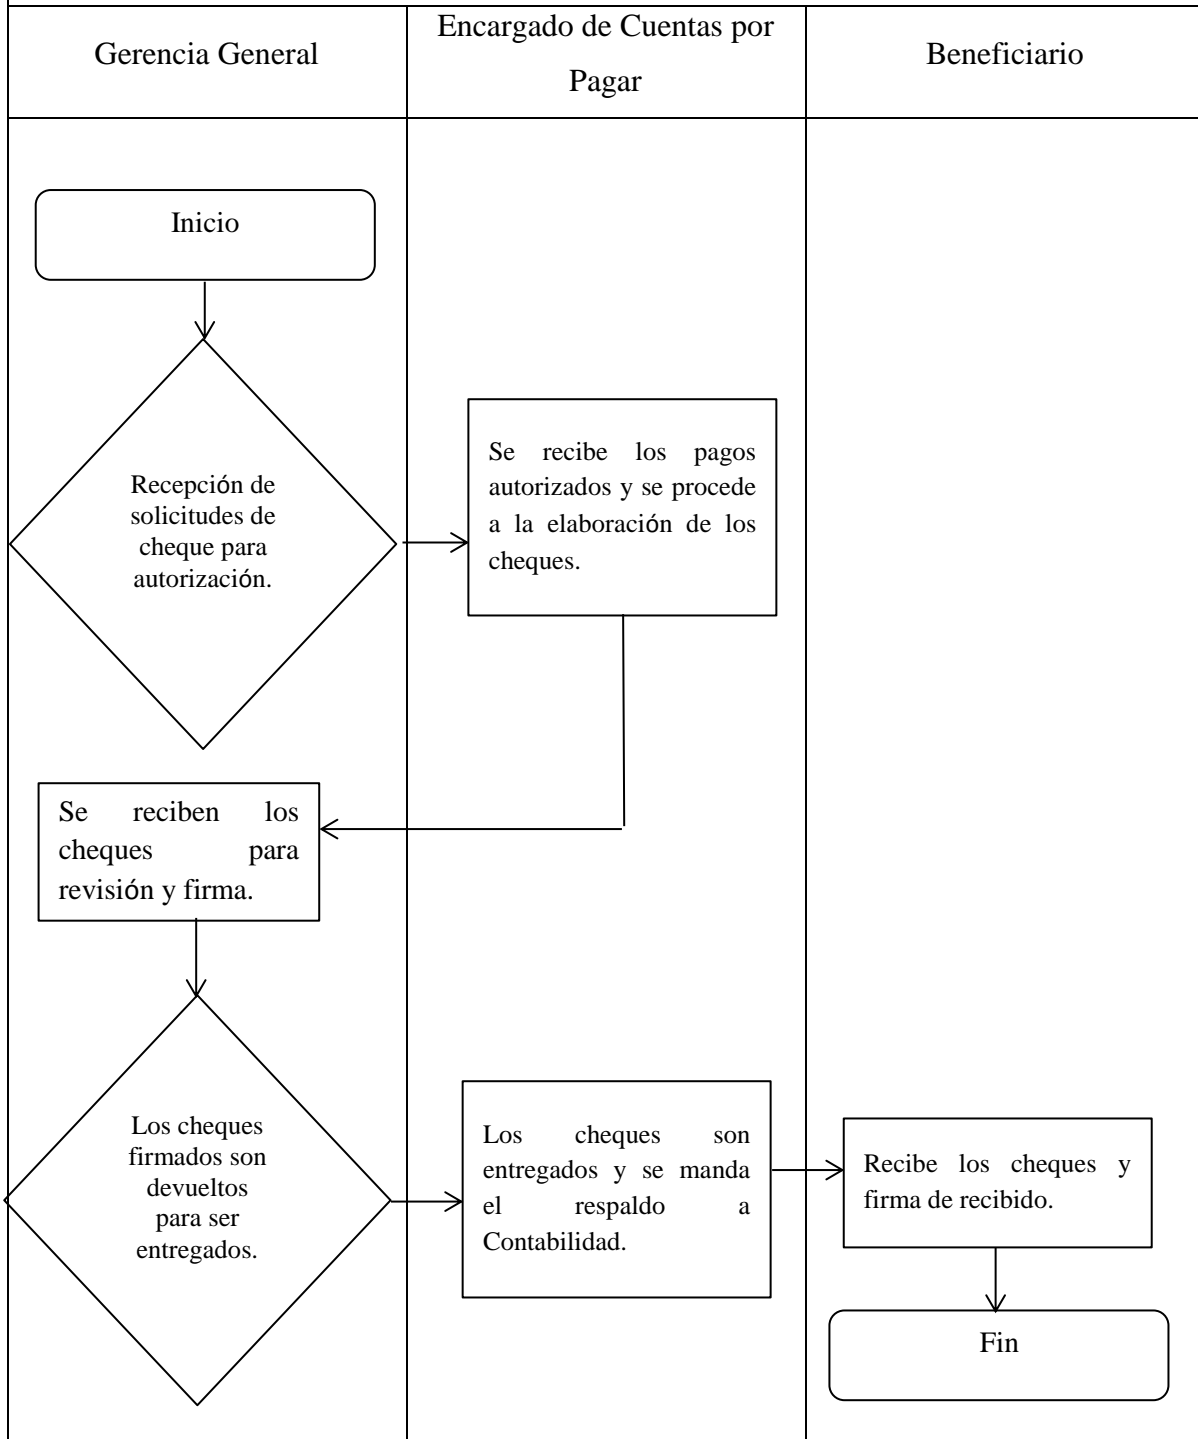 Gerencia General
Encargado de Cuentas por
Pagar
Beneficiario
Inicio
Recepción de
solicitudes de
cheque para
autorización.
Se recibe los pagos
autorizados y se procede
a la elaboración de los
cheques.
Se reciben los
cheques para
revisión y firma.
Los cheques
firmados son
devueltos
para ser
entregados.
Los cheques son
entregados y se manda
el respaldo a
Contabilidad.
Recibe los cheques y
firma de recibido.
Fin